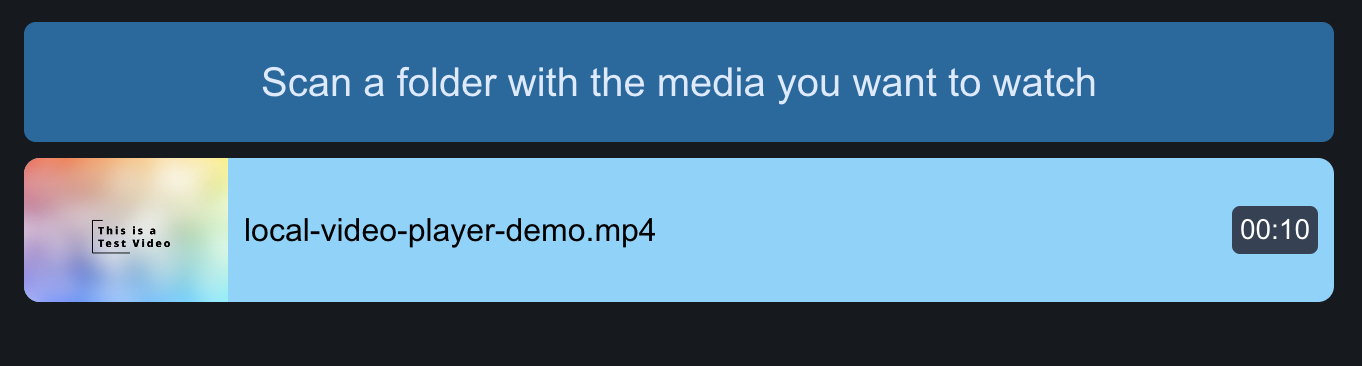 Scan a folder with the media you want to watch
This is a
Test Video
local-video-player-demo.mp4
00:10